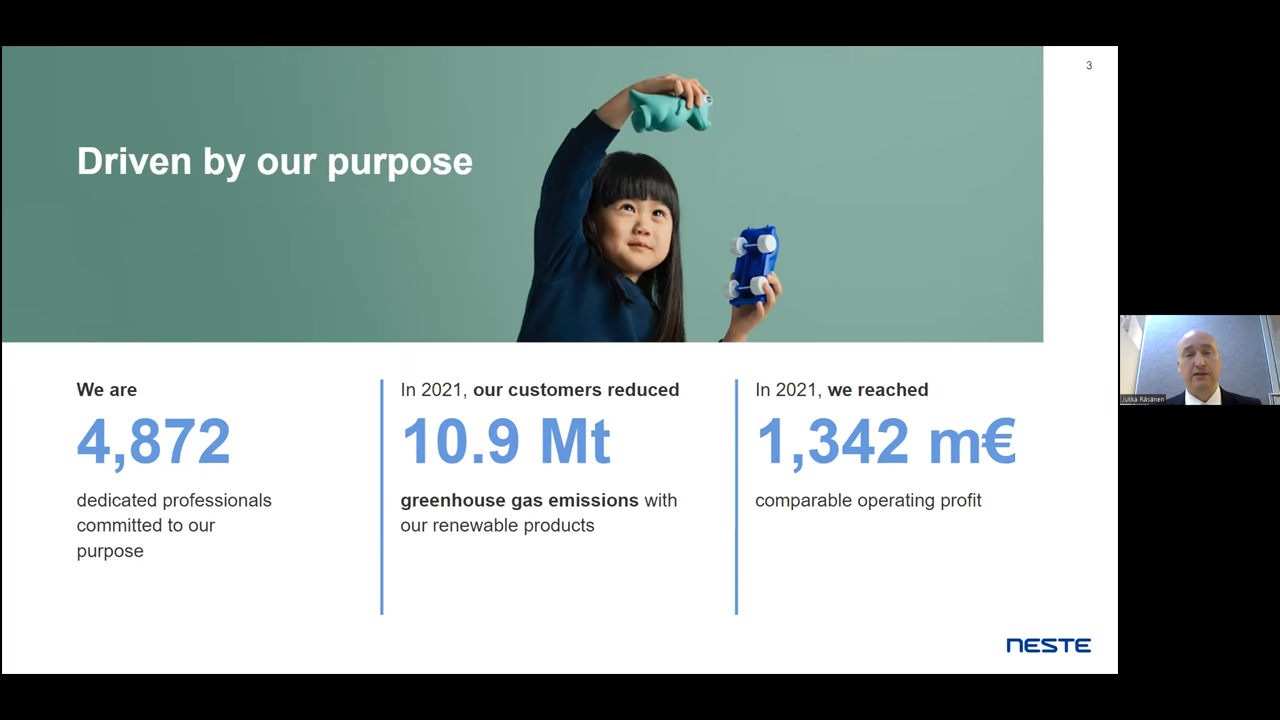 3
Driven by our purpose
We are
4,872
dedicated professionals
committed to our
purpose
In 2021, our customers reduced
10.9 Mt
greenhouse gas emissions with
our renewable products
In 2021, we reached
1,342 m€
comparable operating profit
NESTE
Jukka Räsänen